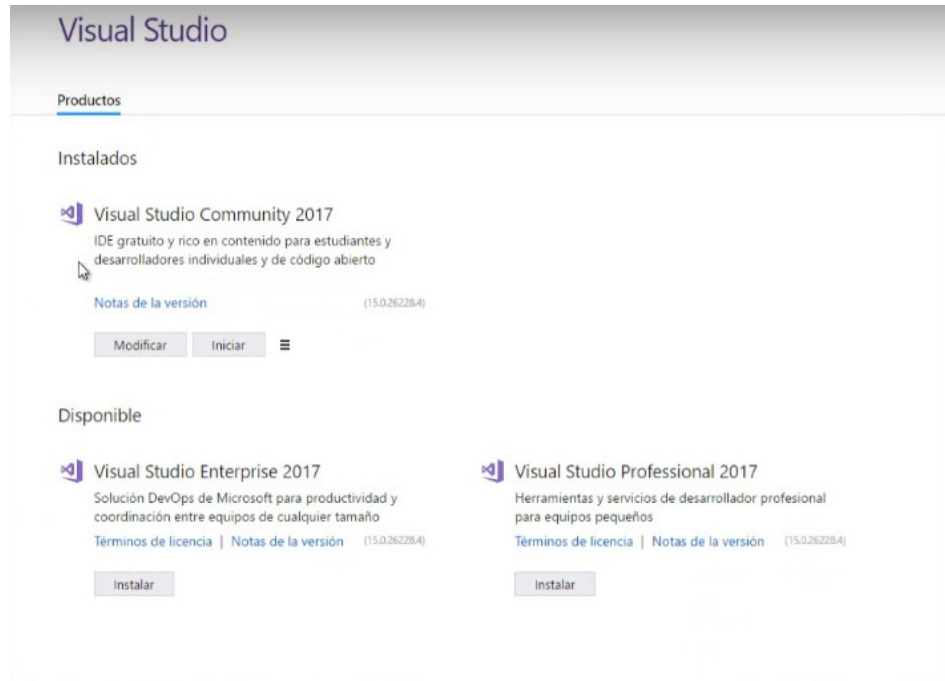 Visual Studio
Productos
Instalados
Visual Studio Community 2017
IDE gratuito y rico en contenido para estudiantes y
desarrolladores individuales y de código abierto
Notas de la versión (15.0.26228.4)
Modificar Iniciar
Disponible
Visual Studio Enterprise 2017
Solución DevOps de Microsoft para productividad y
coordinación entre equipos de cualquier tamaño
Términos de licencia | Notas de la versión (15.0.26228.4)
Instalar
Visual Studio Professional 2017
Herramientas y servicios de desarrollador profesional
para equipos pequeños
Términos de licencia | Notas de la versión (15.0.26228.4)
Instalar